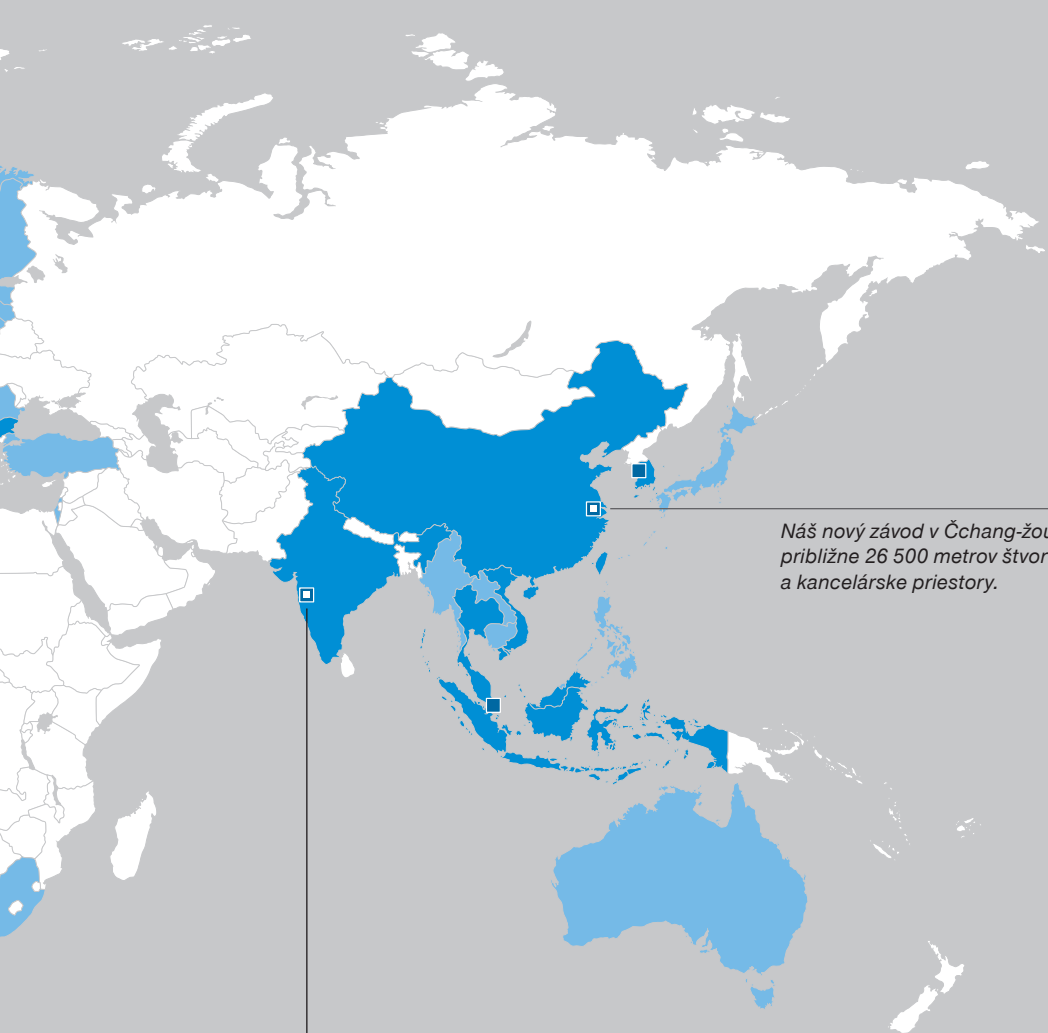 Náš nový závod v Čchang-žou
približne 26 500 metrov štvor
a kancelárske priestory.